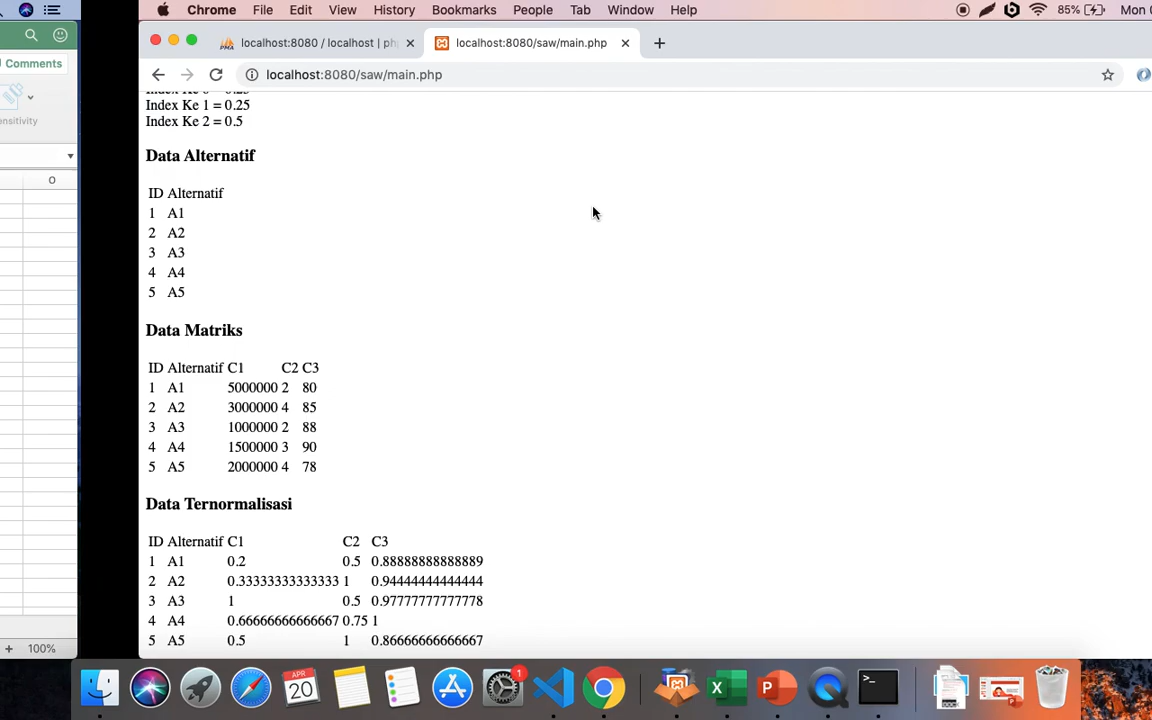 Chrome File Edit View History Bookmarks People Tab Window Help 85% Mon
localhost:8080 / localhost | ph
localhost:8080/saw/main.php
Comments
localhost:8080/saw/main.php
nsitivity
O
Index Ke 1 = 0.25
Index Ke 2 = 0.5
Data Alternatif
ID Alternatif
1 A1
2 A2
3 A3
4 A4
5 A5
Data Matriks
ID Alternatif C1 C2 C3
1 A1 5000000 2 80
2 A2 3000000 4 85
3 A3 1000000 2 88
4 A4 1500000 3 90
5 A5 2000000 4 78
Data Ternormalisasi
ID Alternatif C1 C2 C3
1 A1 0.2 0.5 0.88888888888889
2 A2 0.33333333333333 1 0.94444444444444
3 A3 1 0.5 0.97777777777778
4 A4 0.66666666666667 0.75 1
5 A5 0.5 1 0.86666666666667
+ 100%
APR
20
1